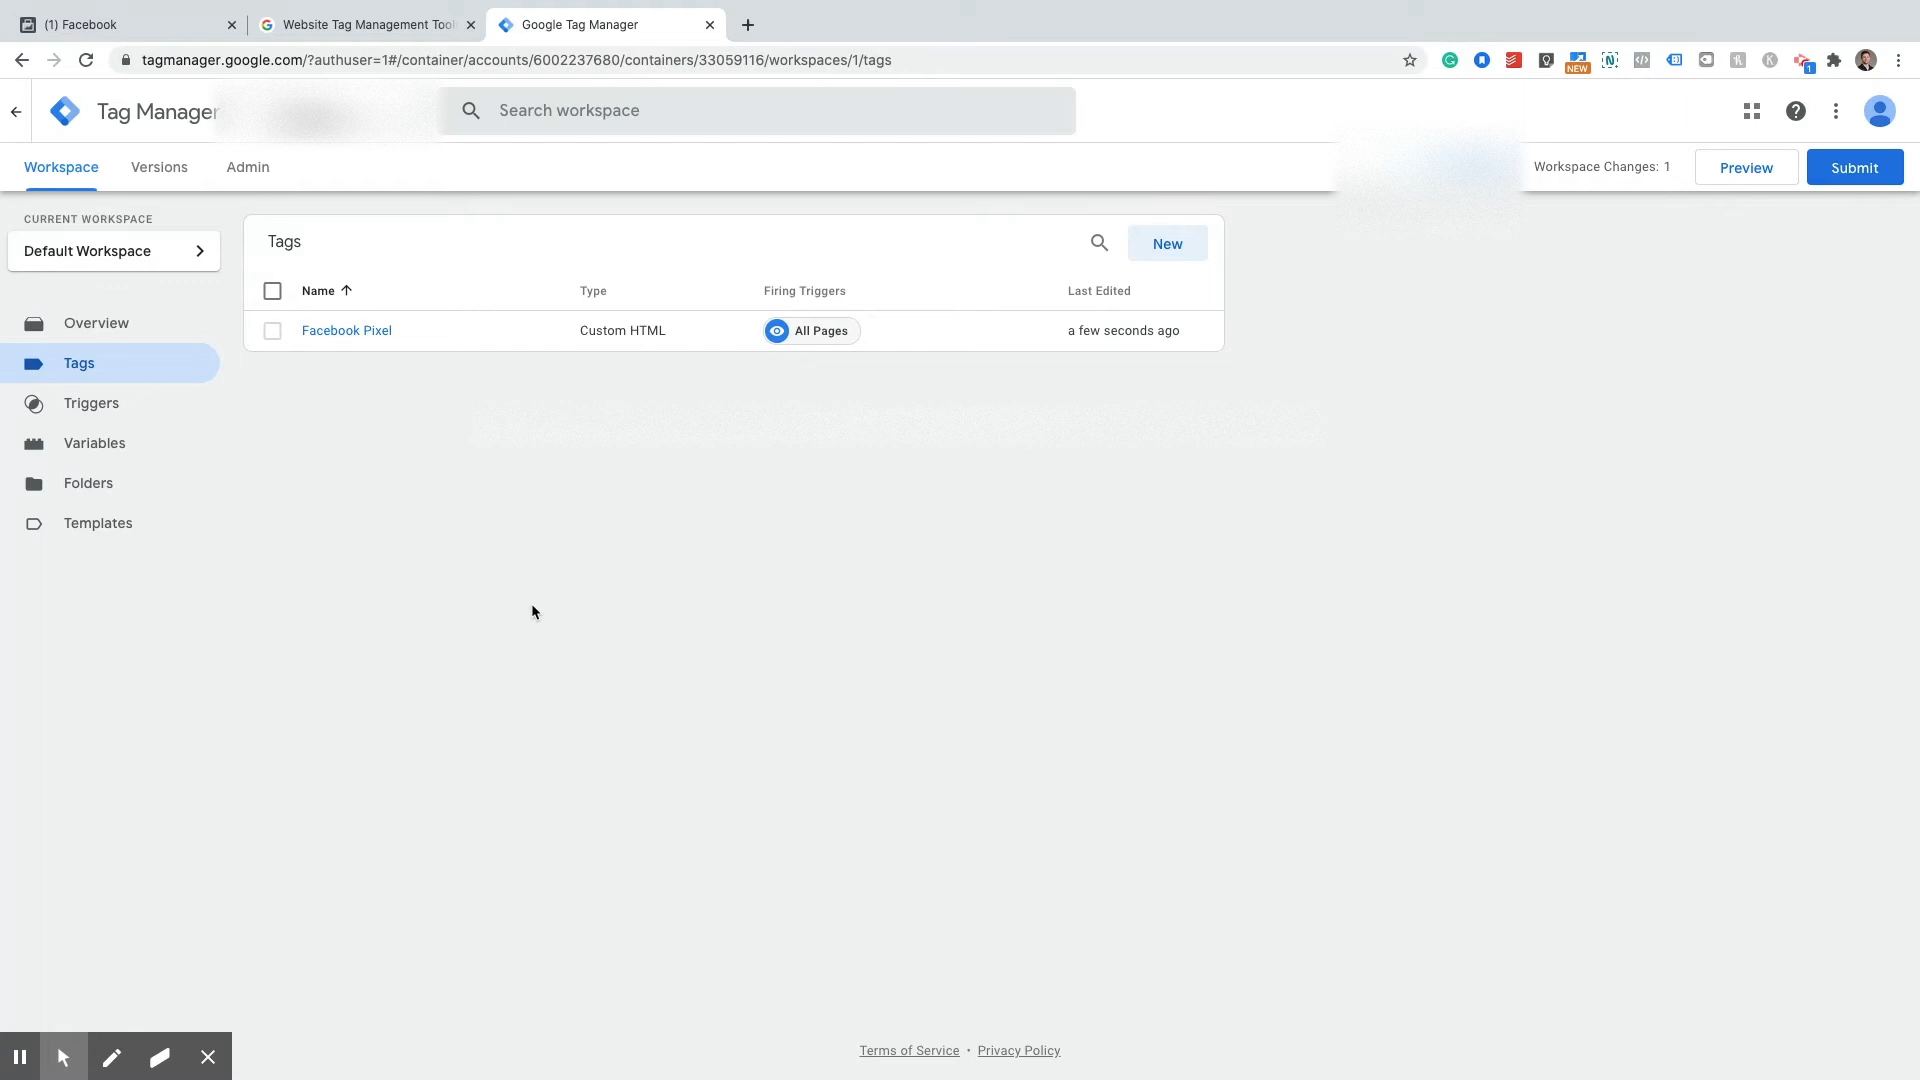 (1) Facebook
Website Tag Management Tool
Google Tag Manager
tagmanager.google.com/?authuser=1#/container/accounts/6002237680/containers/33059116/workspaces/1/tags
NEW
1
Tag Manager
Search workspace
Workspace
Versions
Admin
Workspace Changes: 1
Preview
Submit
CURRENT WORKSPACE
Default Workspace
Overview
Tags
Triggers
Variables
Folders
Templates
Tags
New
Name
Type
Firing Triggers
Last Edited
Facebook Pixel
Custom HTML
All Pages
a few seconds ago
Terms of Service • Privacy Policy